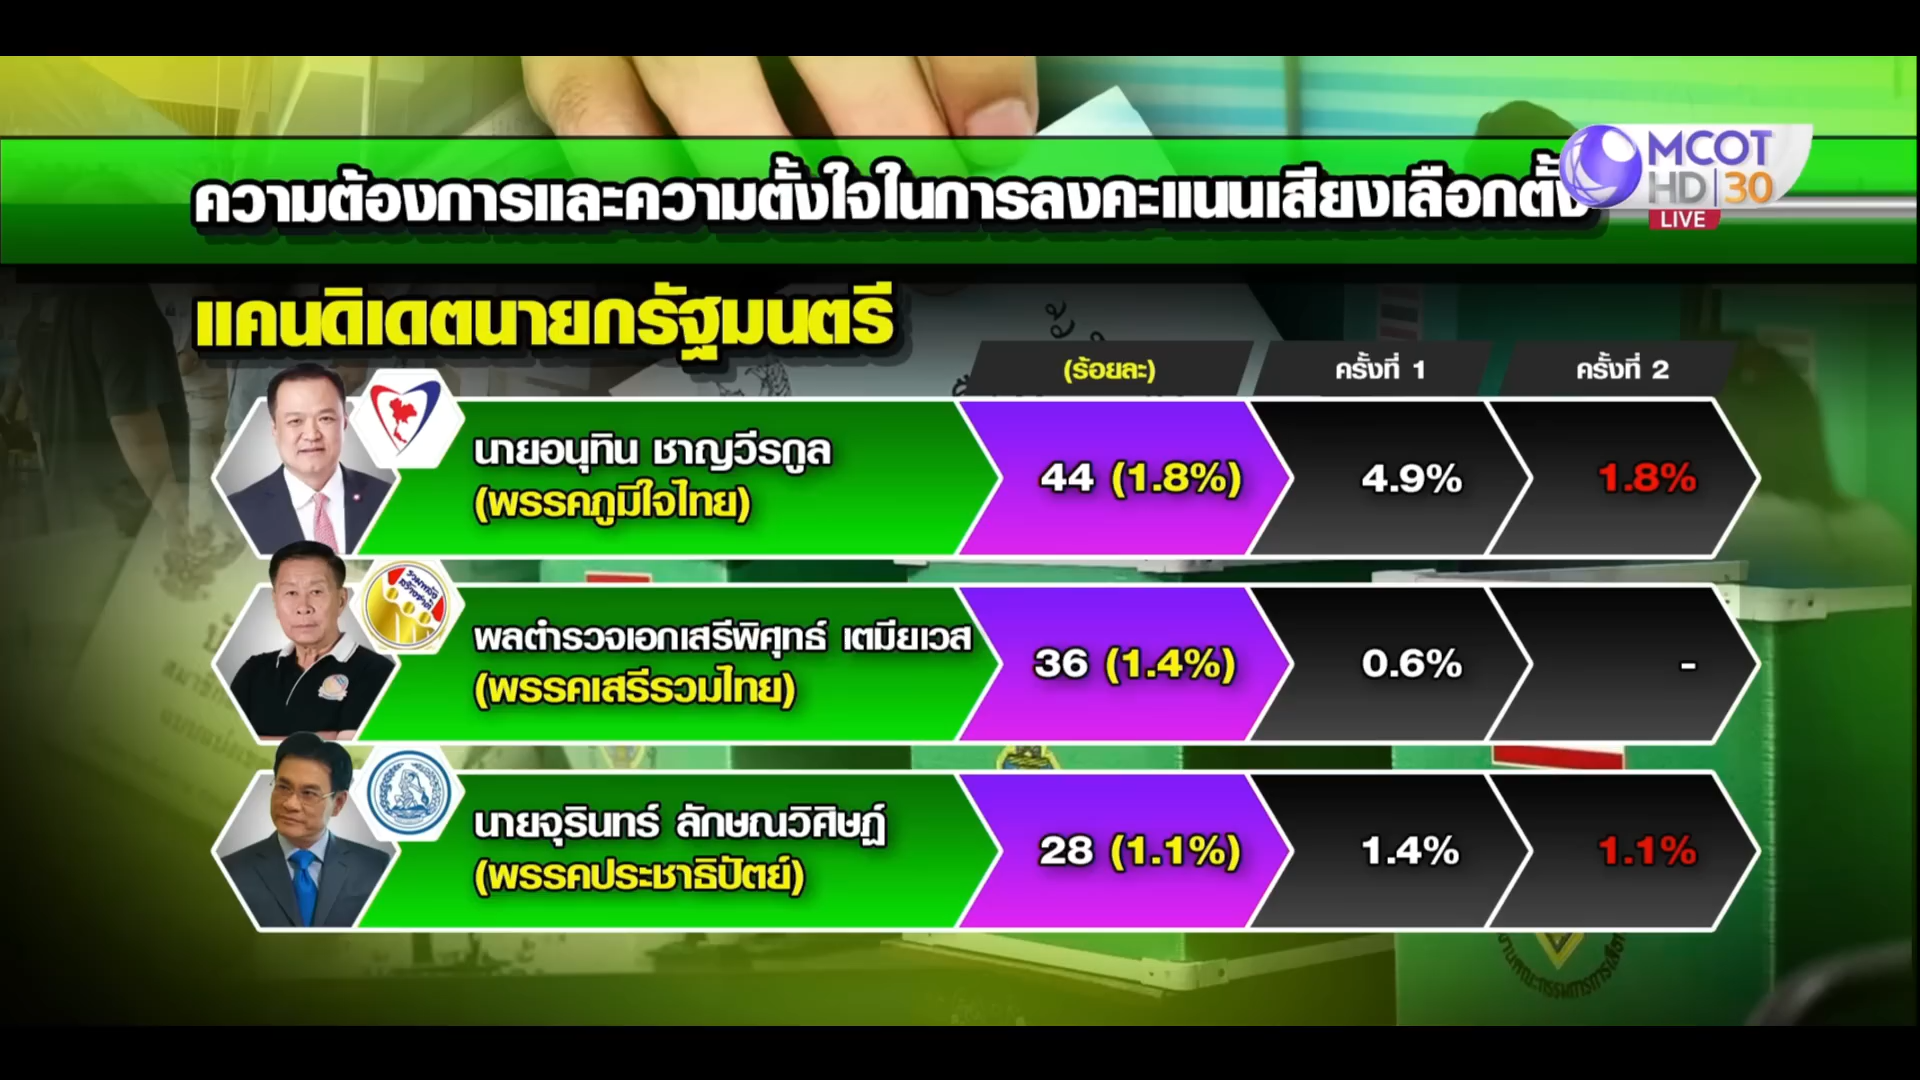 MCOT
HD 30
LIVE
ความต้องการและความตั้งใจในการลงคะแนนเสียงเลือกตั้ง
แคนดิเดตนายกรัฐมนตรี
(ร้อยละ) ครั้งที่ 1 ครั้งที่ 2
นายอนุทิน ชาญวีรกูล
(พรรคภูมิใจไทย)
44 (1.8%) 4.9% 1.8%
พลตำรวจเอกเสรีพิศุทธ์ เตมียเวส
(พรรคเสรีรวมไทย)
36 (1.4%) 0.6% -
นายจุรินทร์ ลักษณวิศิษฏ์
(พรรคประชาธิปัตย์)
28 (1.1%) 1.4% 1.1%